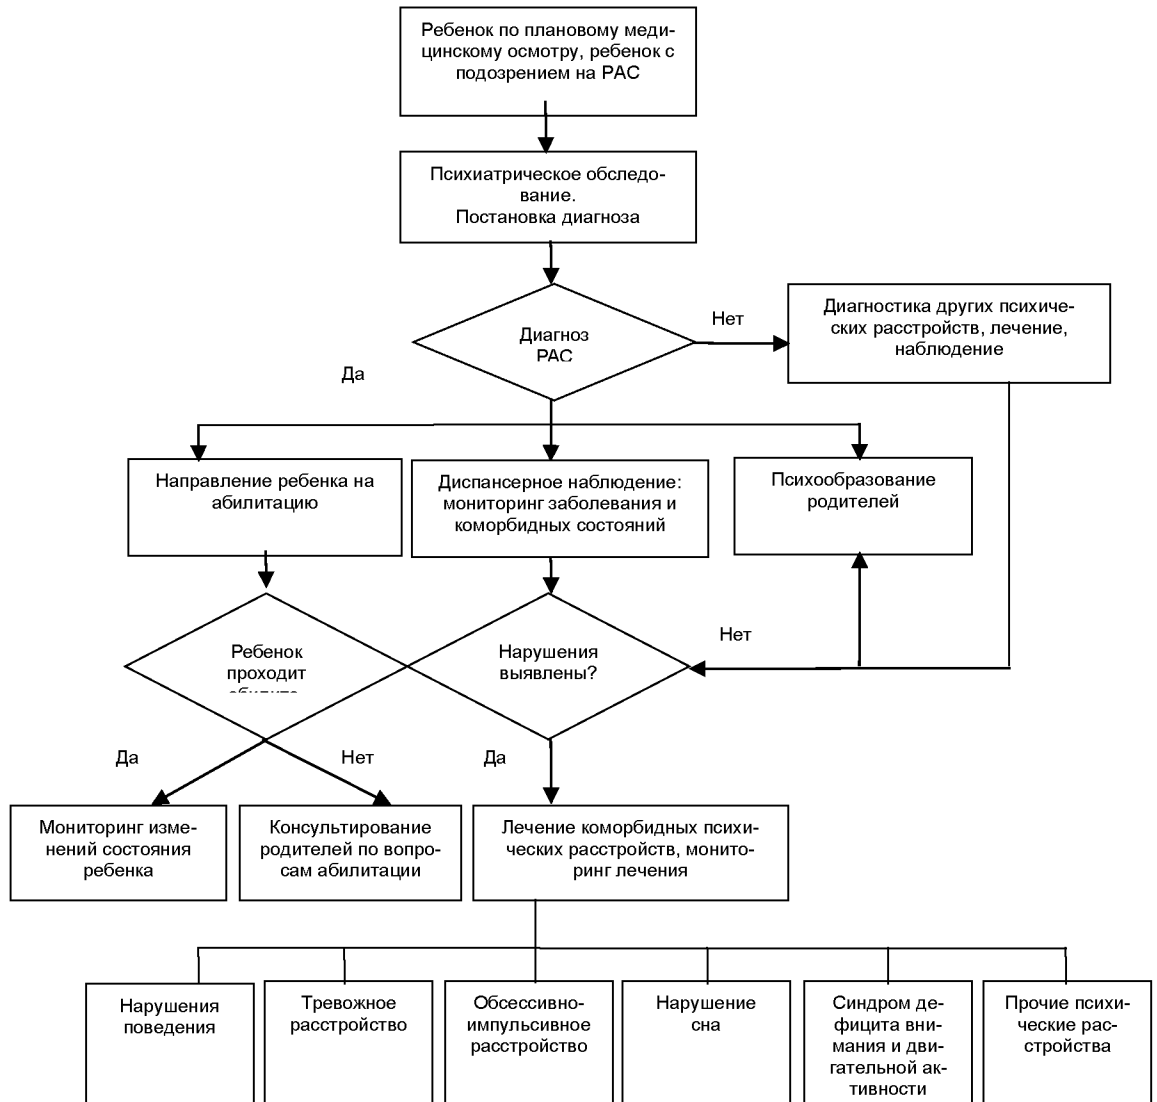 Ребенок по плановому меди-
цинскому осмотру, ребенок с
подозрением на РАС
Психиатрическое обследо-
вание.
Постановка диагноза
Диагноз
РАС
Нет
Диагностика других психиче-
ских расстройств, лечение,
наблюдение
Да
Направление ребенка на
абилитацию
Диспансерное наблюдение:
мониторинг заболевания и
коморбидных состояний
Психообразование
родителей
Ребенок
проходит
Нарушения
выявлены?
Нет
Да
Нет
Да
Мониторинг изме-
нений состояния
ребенка
Консультирование
родителей по вопро-
сам абилитации
Лечение коморбидных психи-
ческих расстройств, монито-
ринг лечения
Нарушения
поведения
Тревожное
расстройство
Обсессивно-
импульсивное
расстройство
Нарушение
сна
Синдром де-
фицита вни-
мания и дви-
гательной ак-
тивности
Прочие психи-
ческие рас-
стройства